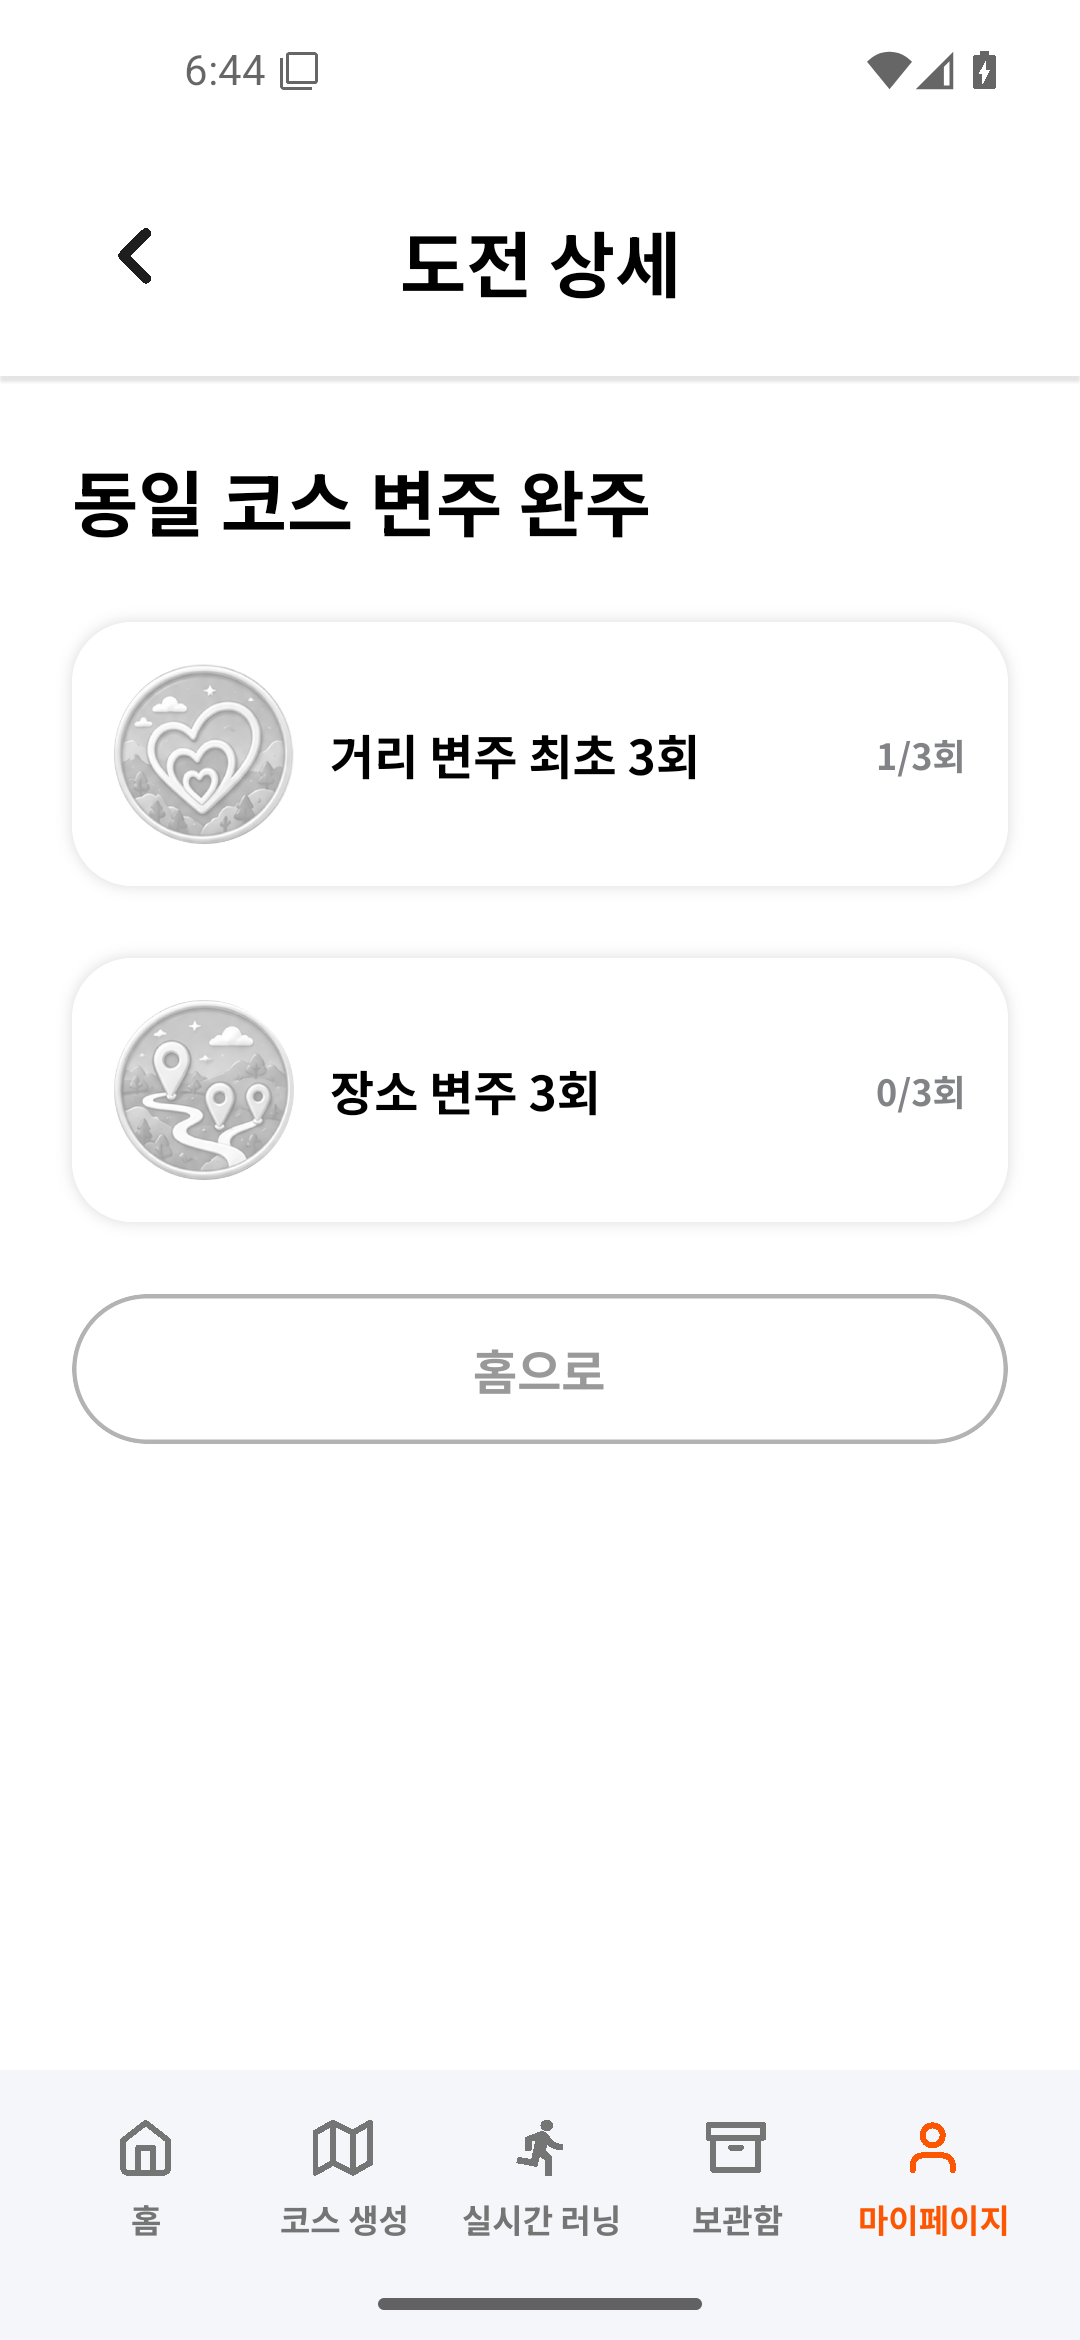 6:44
도전 상세
동일 코스 변주 완주
거리 변주 최초 3회
1/3회
장소 변주 3회
0/3회
홈으로
홈
코스 생성
실시간 러닝
보관함
마이페이지